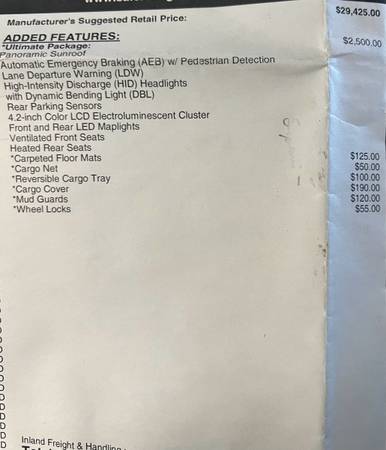 Manufacturer's Suggested Retail Price: $29,425.00
ADDED FEATURES:
*Ultimate Package: $2,500.00
Panoramic Sunroof
Automatic Emergency Braking (AEB) w/ Pedestrian Detection
Lane Departure Warning (LDW)
High-Intensity Discharge (HID) Headlights
with Dynamic Bending Light (DBL)
Rear Parking Sensors
4.2-inch Color LCD Electroluminescent Cluster
Front and Rear LED Maplights
Ventilated Front Seats
Heated Rear Seats
*Carpeted Floor Mats $125.00
*Cargo Net $50.00
*Reversible Cargo Tray $100.00
*Cargo Cover $190.00
*Mud Guards $120.00
*Wheel Locks $55.00
Inland Freight & Handling